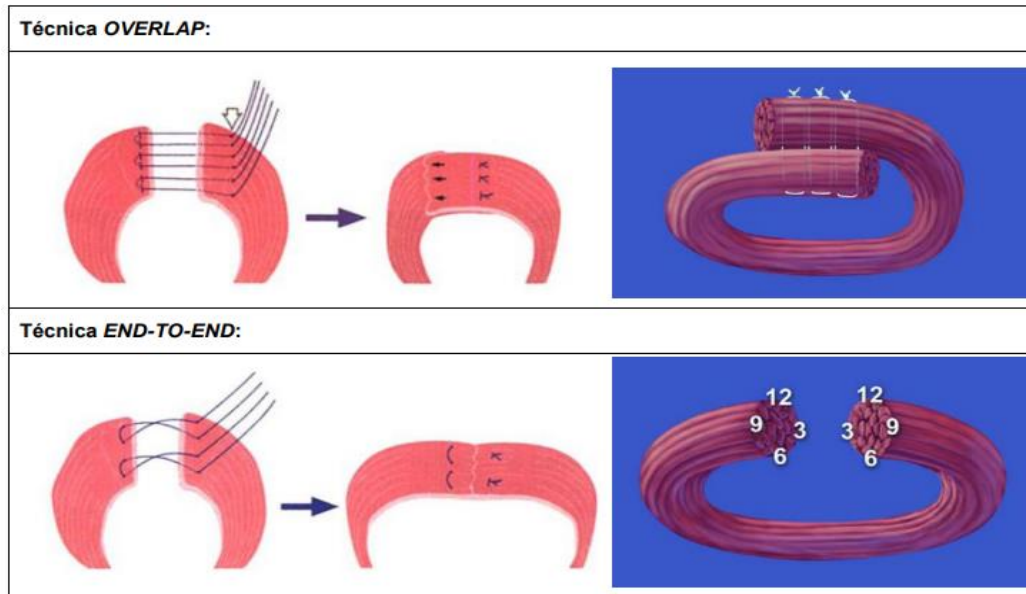 Técnica OVERLAP:
Técnica END-TO-END:
12 12
9 3 3 9
6 6